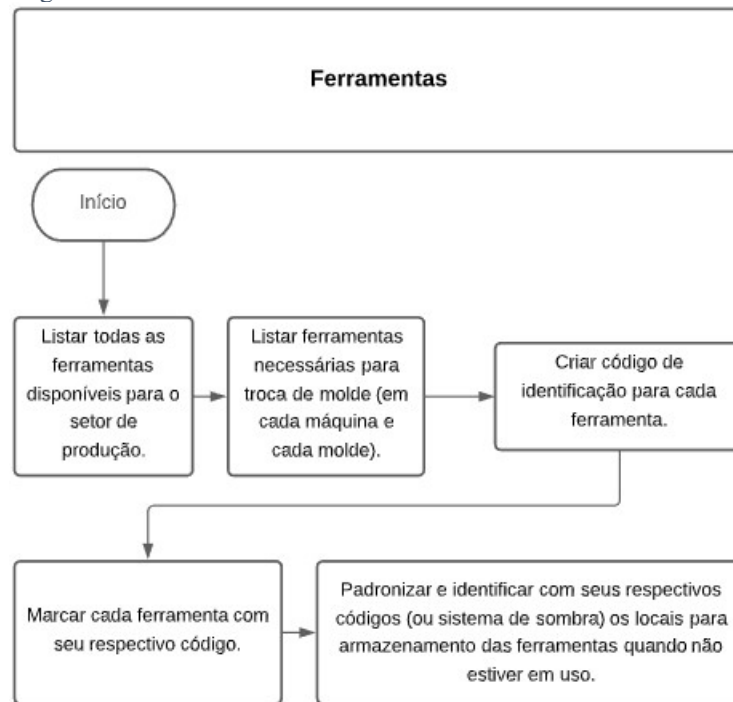 Ferramentas
Início
Listar todas as
ferramentas
disponíveis para o
setor de
produção.
Listar ferramentas
necessárias para
troca de molde (em
cada máquina e
cada molde).
Criar código de
identificação para cada
ferramenta.
Marcar cada ferramenta com
seu respectivo código.
Padronizar e identificar com seus respectivos
códigos (ou sistema de sombra) os locais para
armazenamento das ferramentas quando não
estiver em uso.